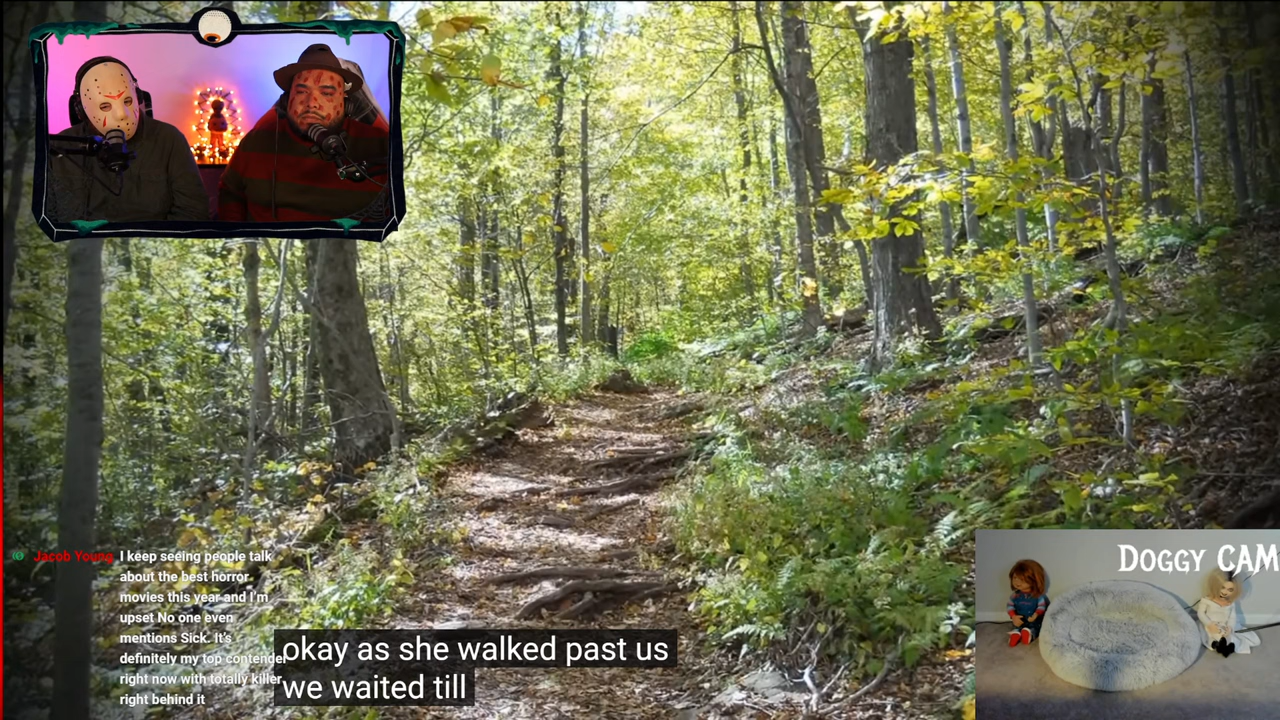 DOGGY CAM
Jacob Young I keep seeing people talk
about the best horror
movies this year and I'm
upset No one even
mentions Sick. It's
definitely my top contender
right now with totally killer
right behind it
okay as she walked past us
we waited till